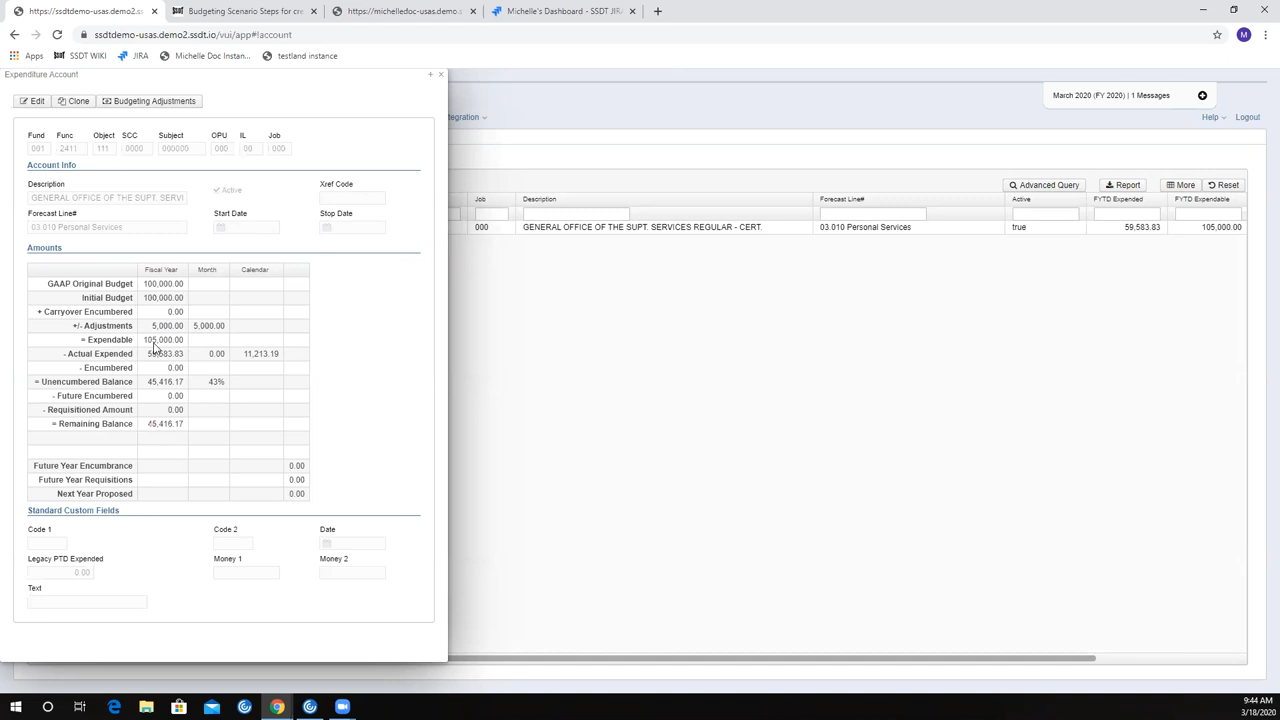 https://ssdtdemo-usas.demo2.ssdt.io
Budgeting Scenario Steps for cre
https://michelledoc-usas.demo.so
Michelle's Dashboard - SSDT JIRA
ssdtdemo-usas.demo2.ssdt.io/vui/app#!account
M
Apps
SSDT WIKI
JIRA
Michelle Doc Instan...
testland instance
Expenditure Account
March 2020 (FY 2020) | 1 Messages
Edit
Clone
Budgeting Adjustments
tegration
Help
Logout
Fund Func Object SCC Subject OPU IL Job
001 2411 111 0000 000000 000 00 000
Account Info
Description
Active
Xref Code
GENERAL OFFICE OF THE SUPT. SERVI
Forecast Line#
Start Date
Stop Date
03.010 Personal Services
Advanced Query
Report
More
Reset
Job Description Forecast Line# Active FYTD Expended FYTD Expendable
000 GENERAL OFFICE OF THE SUPT. SERVICES REGULAR - CERT. 03.010 Personal Services true 59,583.83 105,000.00
Amounts
Fiscal Year Month Calendar
GAAP Original Budget 100,000.00
Initial Budget 100,000.00
+ Carryover Encumbered 0.00
+/- Adjustments 5,000.00 5,000.00
= Expendable 105,000.00
- Actual Expended 59,583.83 0.00 11,213.19
- Encumbered 0.00
= Unencumbered Balance 45,416.17 43%
- Future Encumbered 0.00
- Requisitioned Amount 0.00
= Remaining Balance 45,416.17
Future Year Encumbrance 0.00
Future Year Requisitions 0.00
Next Year Proposed 0.00
Standard Custom Fields
Code 1
Code 2
Date
Legacy PTD Expended
Money 1
Money 2
0.00
Text
9:44 AM
3/18/2020